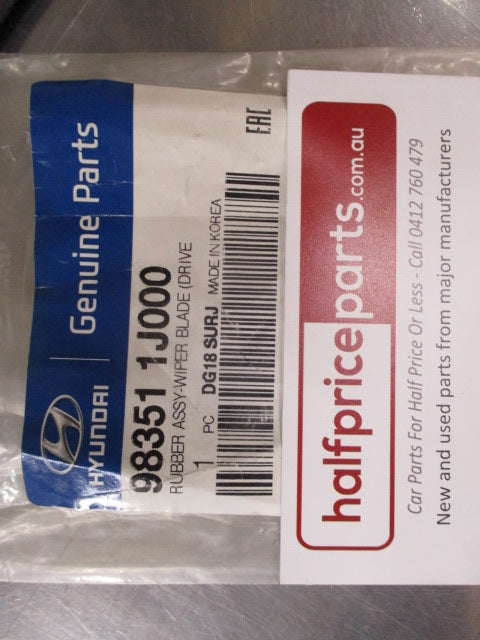 HYUNDAI | Genuine Parts
98351 1J000
RUBBER ASSY-WIPER BLADE(DRIVE
1 PC DG18 SURJ MADE IN KOREA
EAC
halfpriceparts.com.au
Car Parts For Half Price Or Less - Call 0412 760 479
New and used parts from major manufacturers